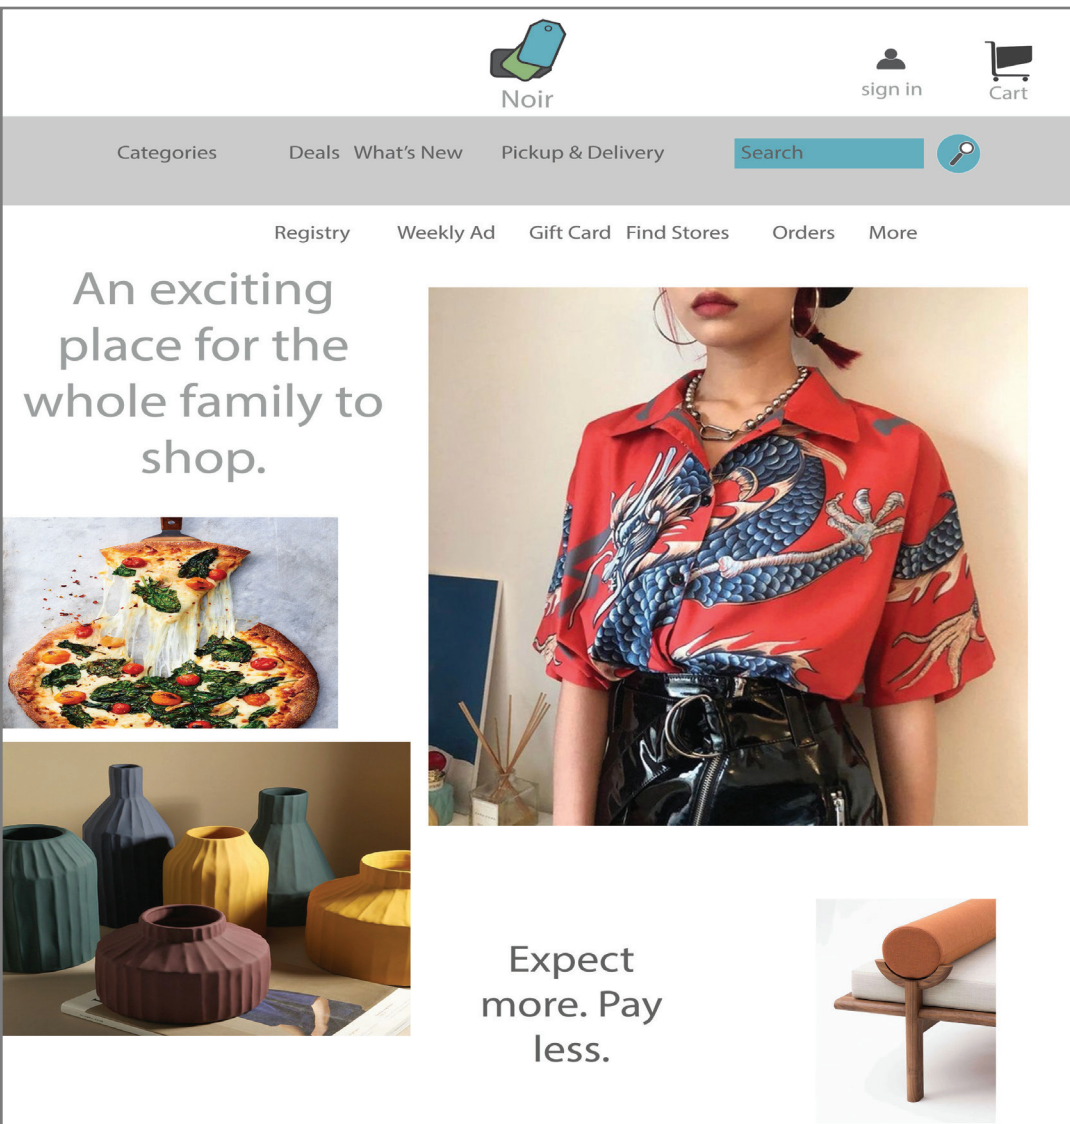 Noir
sign in
Cart
Categories Deals What's New Pickup & Delivery Search
Registry Weekly Ad Gift Card Find Stores Orders More
An exciting
place for the
whole family to
shop.
Expect
more. Pay
less.